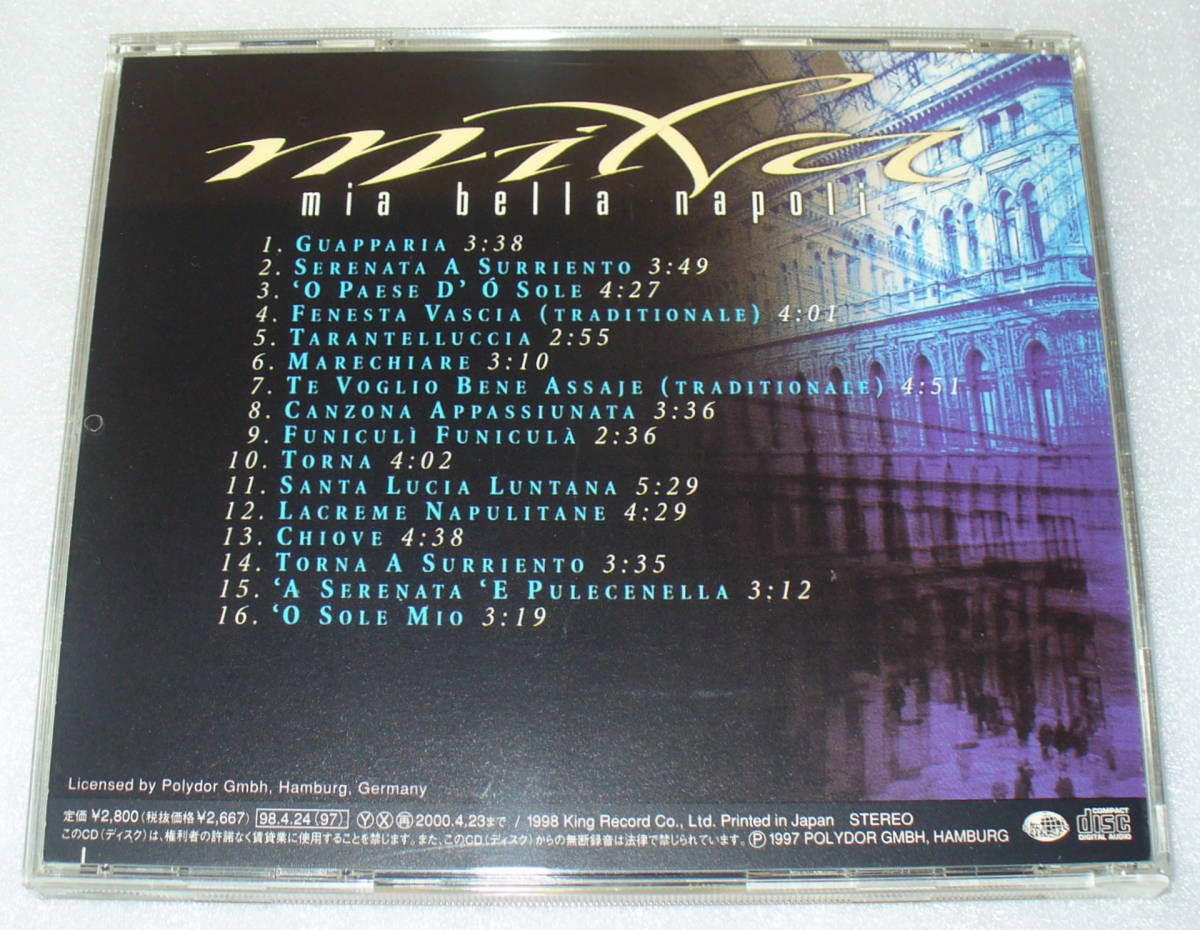 milva
mia bella napoli
1. GUAPPARIA 3:38
2. SERENATA A SURRIENTO 3:49
3. ‘O PAESE D’ Ó SOLE 4:27
4. FENESTA VASCIA (TRADITIONALE) 4:01
5. TARANTELLUCCIA 2:55
6. MARECHIARE 3:10
7. TE VOGLIO BENE ASSAJE (TRADITIONALE) 4:51
8. CANZONA APPASSIUNATA 3:36
9. FUNICULÌ FUNICULÀ 2:36
10. TORNA 4:02
11. SANTA LUCIA LUNTANA 5:29
12. LACREME NAPULITANE 4:29
13. CHIOVE 4:38
14. TORNA A SURRIENTO 3:35
15. ‘A SERENATA ‘E PULECENELLA 3:12
16. ‘O SOLE MIO 3:19
Licensed by Polydor Gmbh, Hamburg, Germany
定価 ¥2,800 (税抜価格¥2,667) 98.4.24 (97) Ⓨ Ⓧ ㊢ 2000.4.23まで / 1998 King Record Co., Ltd. Printed in Japan STEREO
このCD (ディスク) は、権利者の許諾なく賃貸業に使用することを禁じます。また、このCD (ディスク) からの無断録音は法律で禁じられています。 Ⓟ 1997 POLYDOR GMBH, HAMBURG
COMPACT
disc
DIGITAL AUDIO